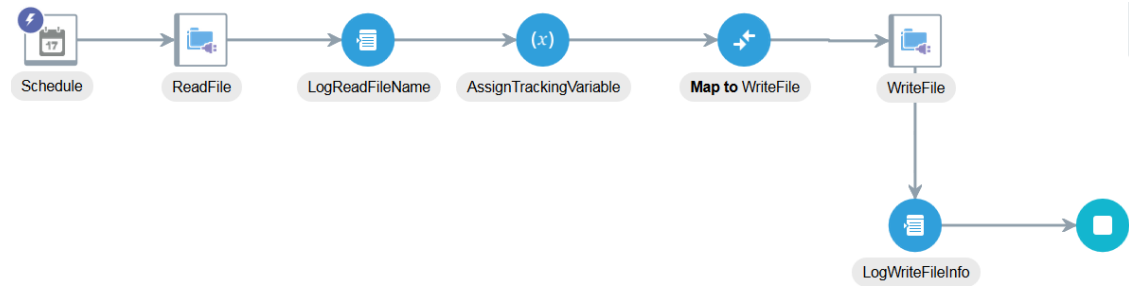 17
Schedule
ReadFile
LogReadFileName
(x)
AssignTrackingVariable
Map to WriteFile
WriteFile
LogWriteFileInfo